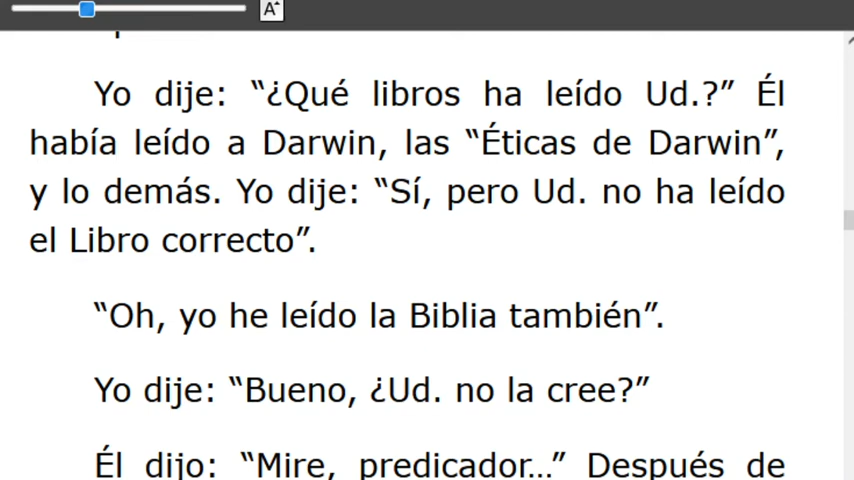 Yo dije: “¿Qué libros ha leído Ud.?” Él
había leído a Darwin, las “Éticas de Darwin”,
y lo demás. Yo dije: “Sí, pero Ud. no ha leído
el Libro correcto”.
“Oh, yo he leído la Biblia también”.
Yo dije: “Bueno, ¿Ud. no la cree?”
Él dijo: “Mire, predicador…” Después de